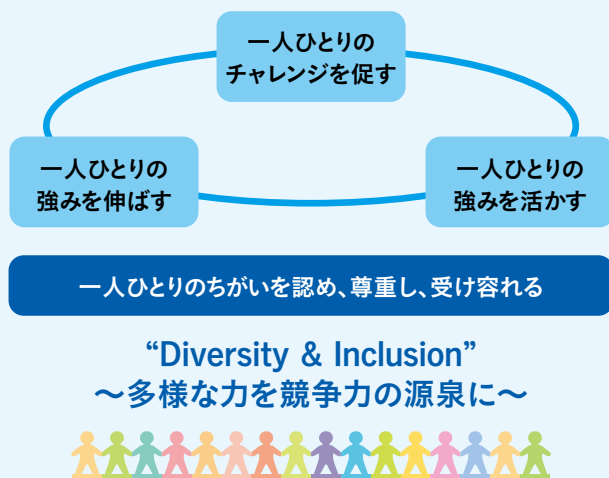 一人ひとりの
チャレンジを促す
一人ひとりの
強みを伸ばす
一人ひとりの
強みを活かす
一人ひとりのちがいを認め、尊重し、受け容れる
“Diversity & Inclusion”
～多様な力を競争力の源泉に～